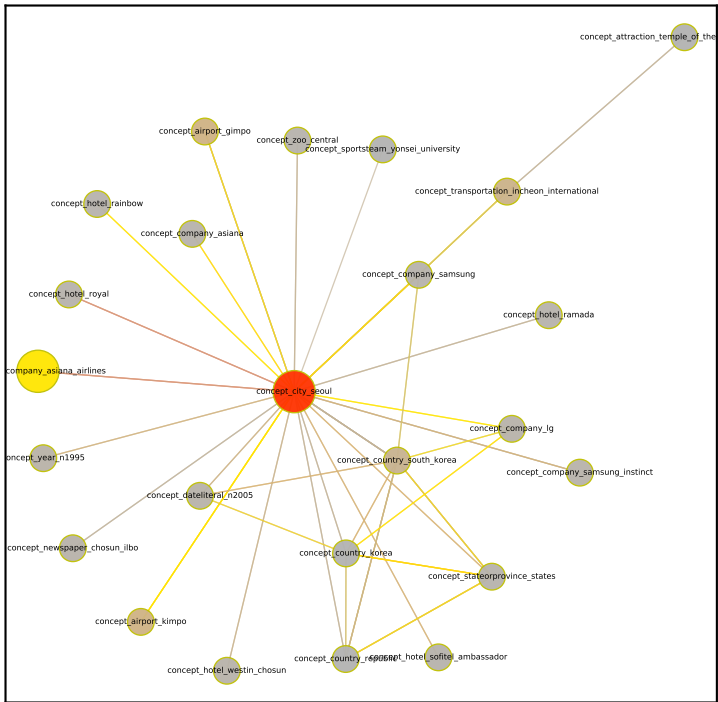 concept_attraction_temple_of_the
concept_airport_gimpo
concept_zoo_central
concept_sportsteam_yonsei_university
concept_transportation_incheon_international
concept_hotel_rainbow
concept_company_asiana
concept_company_samsung
concept_hotel_royal
concept_hotel_ramada
company_asiana_airlines
concept_city_seoul
concept_company_lg
concept_year_n1995
concept_country_south_korea
concept_company_samsung_instinct
concept_dateliteral_n2005
concept_newspaper_chosun_ilbo
concept_country_korea
concept_stateorprovince_states
concept_airport_kimpo
concept_country_republic
concept_hotel_sofitel_ambassador
concept_hotel_westin_chosun